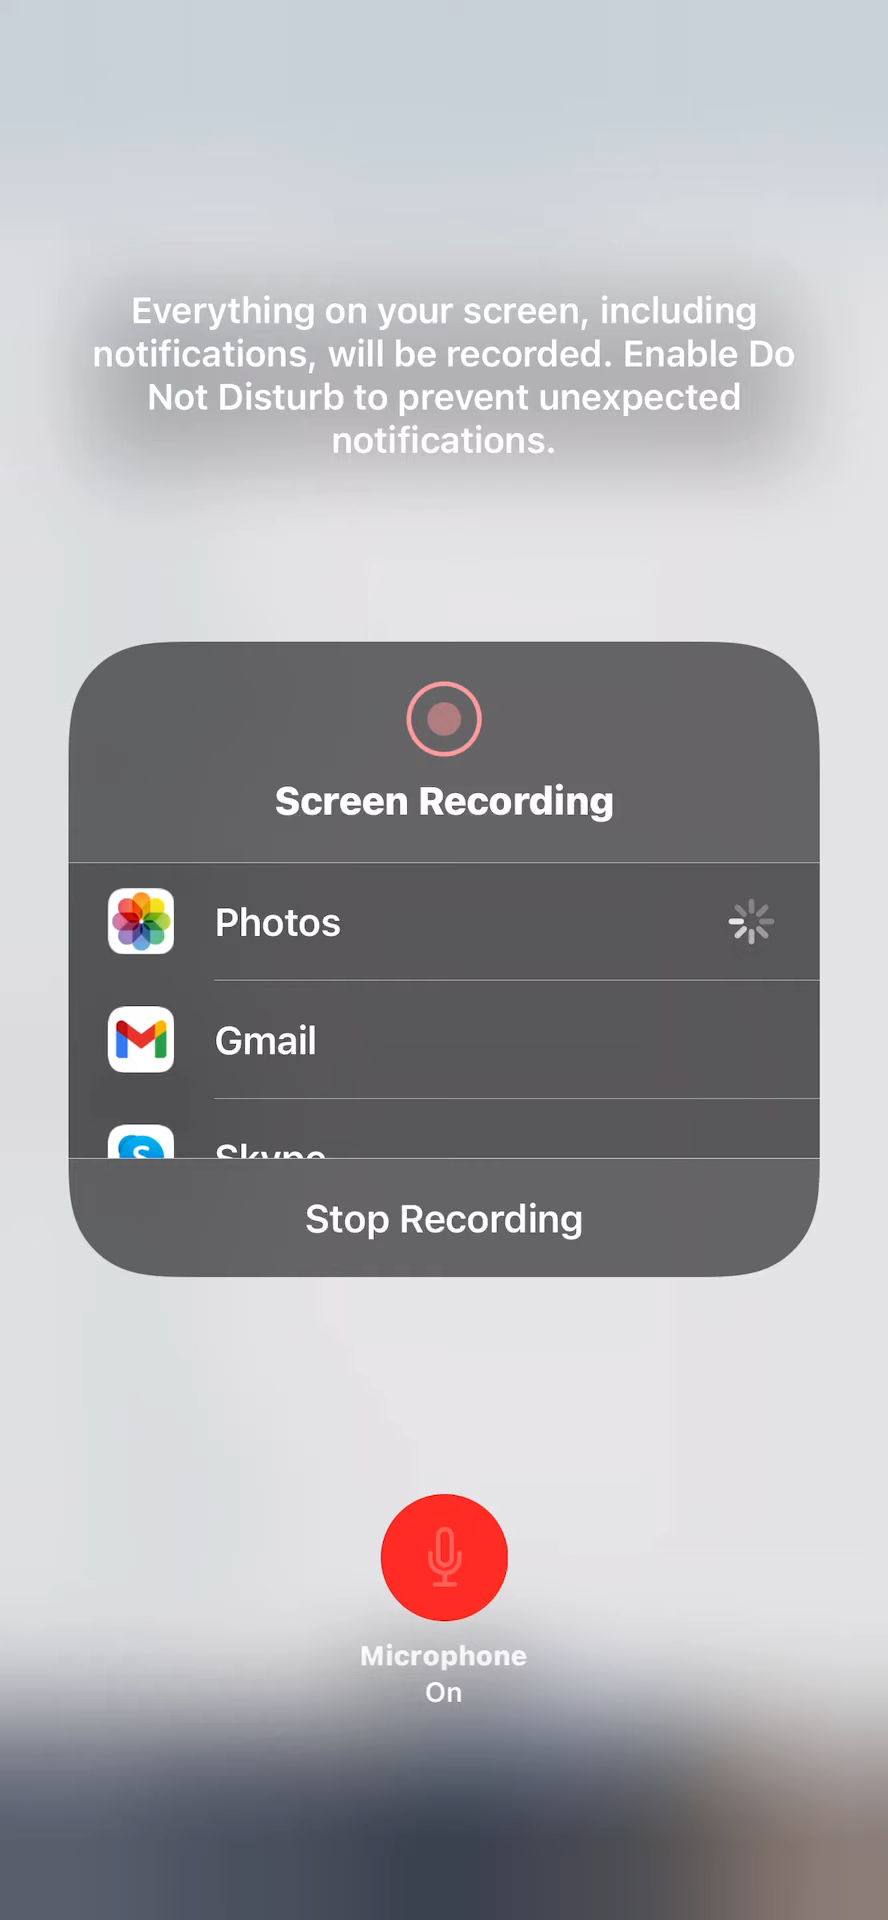 Everything on your screen, including
notifications, will be recorded. Enable Do
Not Disturb to prevent unexpected
notifications.
Screen Recording
Photos
Gmail
Skype
Stop Recording
Microphone
On